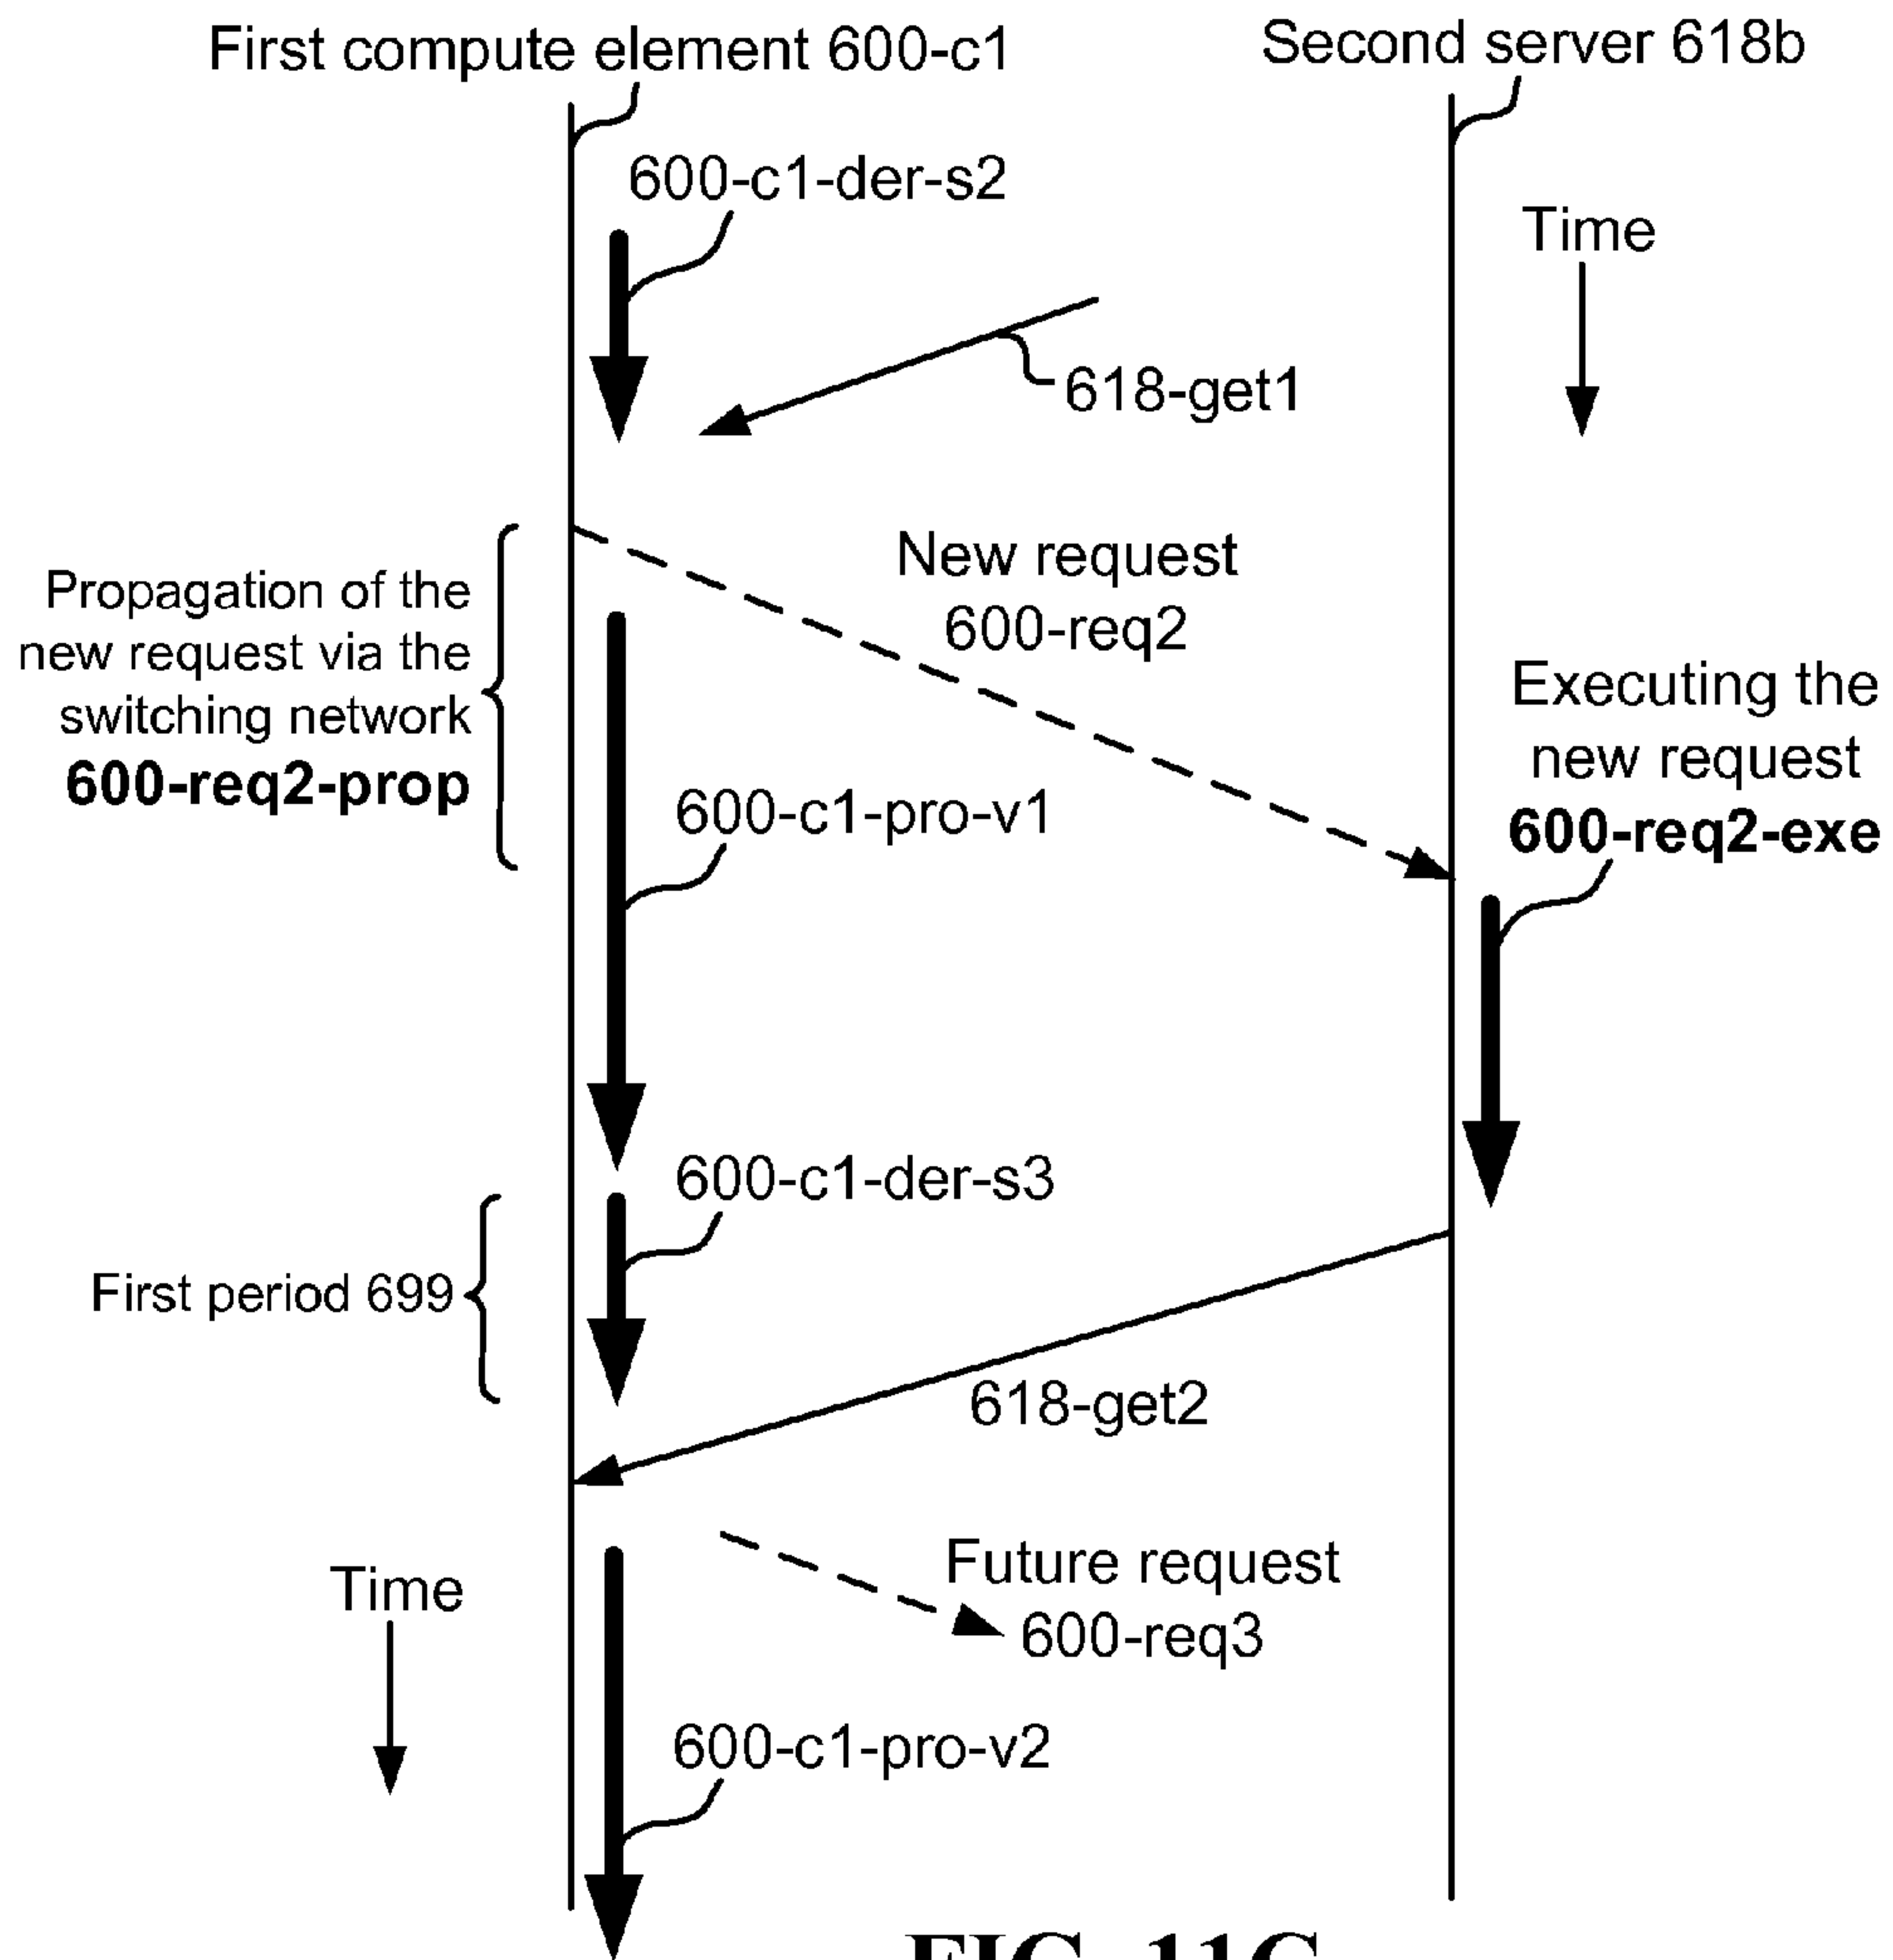 First compute element 600-c1
Second server 618b
600-c1-der-s2
Time
618-get1
New request
600-req2
Propagation of the
new request via the
switching network
600-req2-prop
Executing the
new request
600-req2-exe
600-c1-pro-v1
600-c1-der-s3
First period 699
618-get2
Future request
600-req3
Time
600-c1-pro-v2